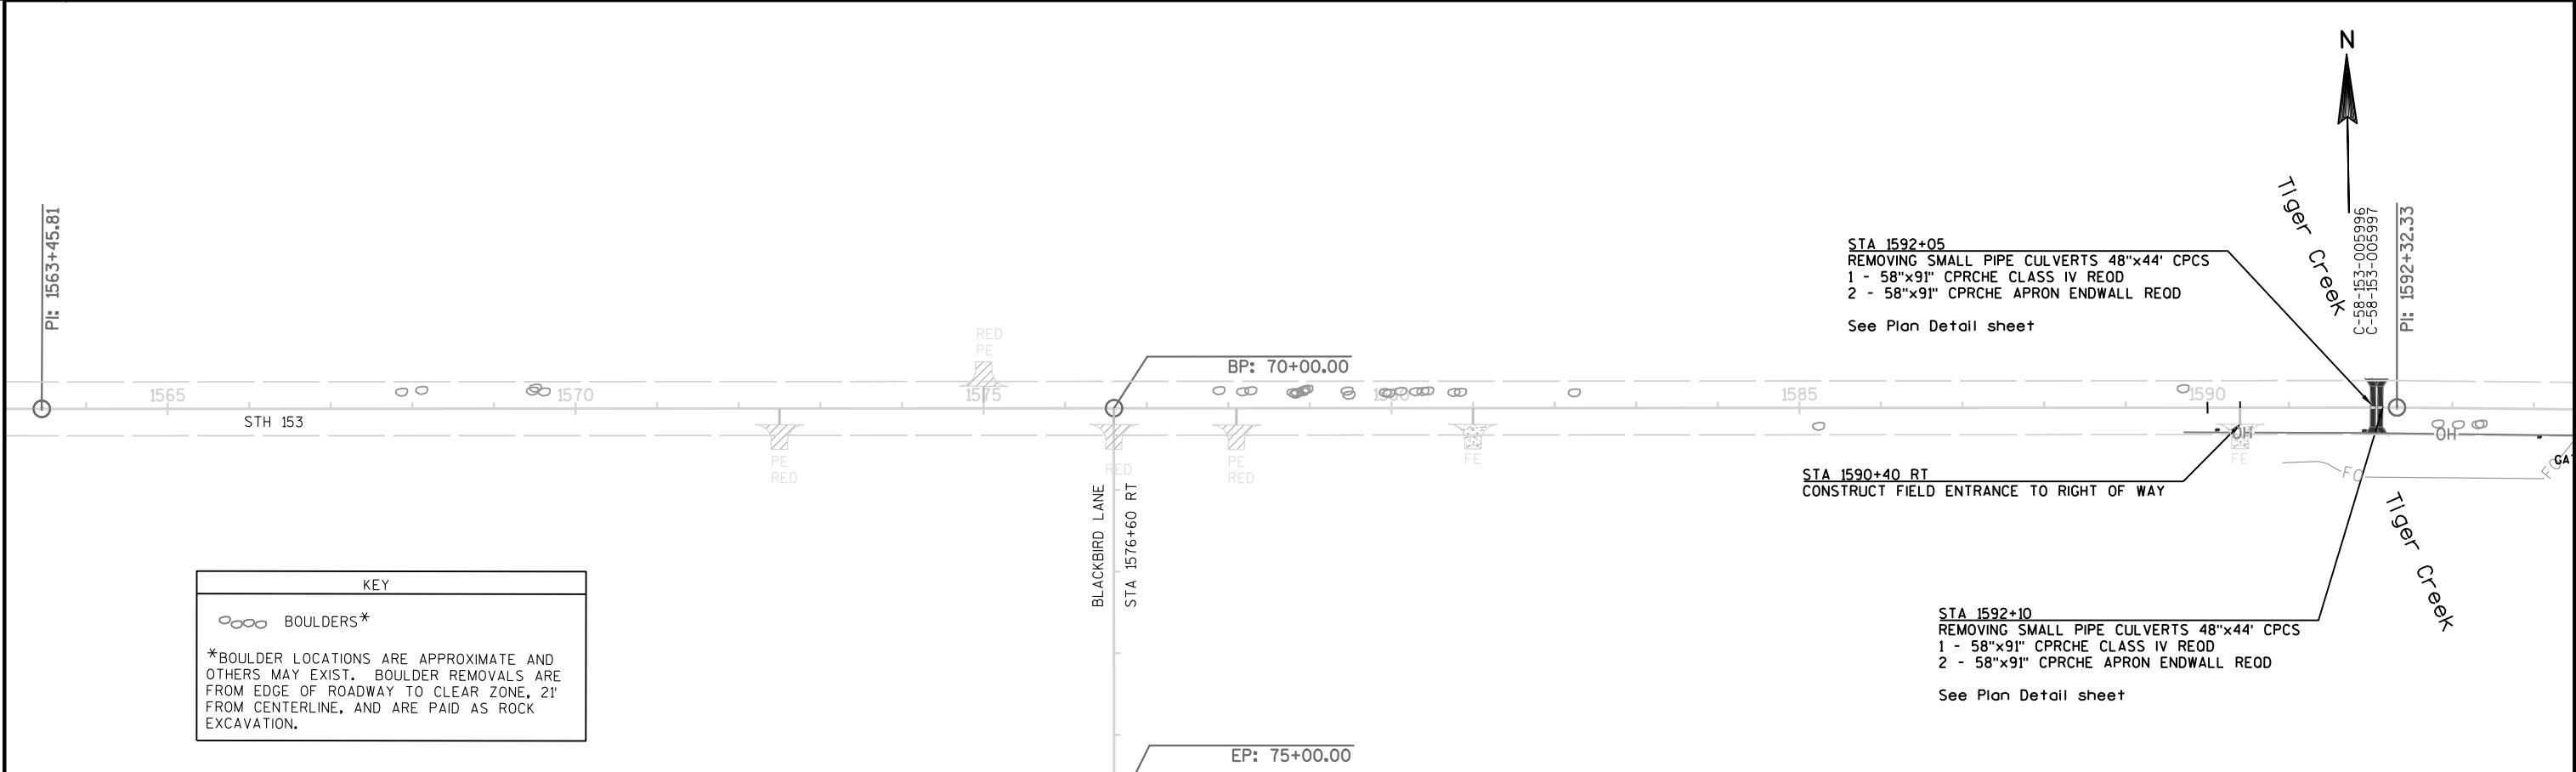 N
Tiger Creek
C-58-153-005996
C-58-153-005997
PI: 1592+32.33
PI: 1563+45.81
STA 1592+05
REMOVING SMALL PIPE CULVERTS 48"x44' CPCS
1 - 58"x91" CPRCHE CLASS IV REQD
2 - 58"x91" CPRCHE APRON ENDWALL REQD
See Plan Detail sheet
RED
PE
BP: 70+00.00
1565
1570
1575
1580
1585
1590
STH 153
OH
OH
PE
RED
RED
PE
RED
FE
FE
FO
FO
GA
STA 1590+40 RT
CONSTRUCT FIELD ENTRANCE TO RIGHT OF WAY
BLACKBIRD LANE
STA 1576+60 RT
Tiger Creek
KEY
BOULDERS*
*BOULDER LOCATIONS ARE APPROXIMATE AND
OTHERS MAY EXIST. BOULDER REMOVALS ARE
FROM EDGE OF ROADWAY TO CLEAR ZONE, 21'
FROM CENTERLINE, AND ARE PAID AS ROCK
EXCAVATION.
STA 1592+10
REMOVING SMALL PIPE CULVERTS 48"x44' CPCS
1 - 58"x91" CPRCHE CLASS IV REQD
2 - 58"x91" CPRCHE APRON ENDWALL REQD
See Plan Detail sheet
EP: 75+00.00